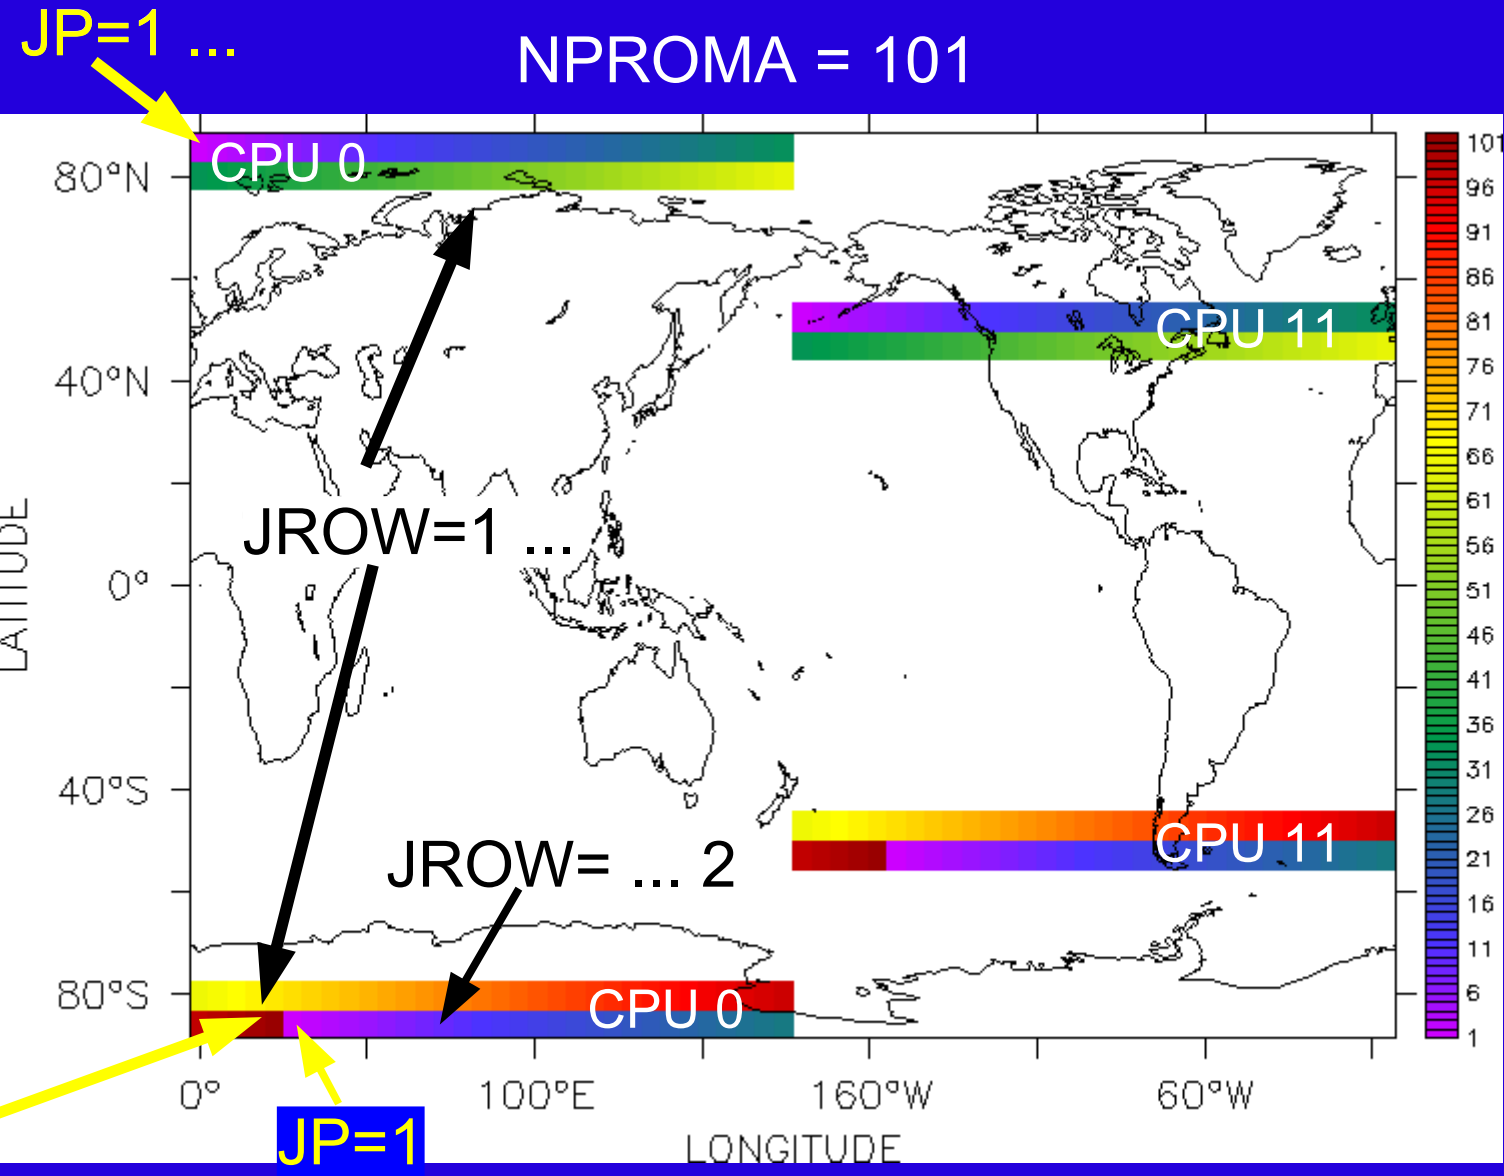 JP=1 ...
NPROMA = 101
CPU 0
80°N
40°N
0°
40°S
80°S
LATITUDE
CPU 11
JROW=1 ...
JROW= ... 2
CPU 11
CPU 0
0°
100°E
160°W
60°W
LONGITUDE
JP=1
101
96
91
86
81
76
71
66
61
56
51
46
41
36
31
26
21
16
11
6
1